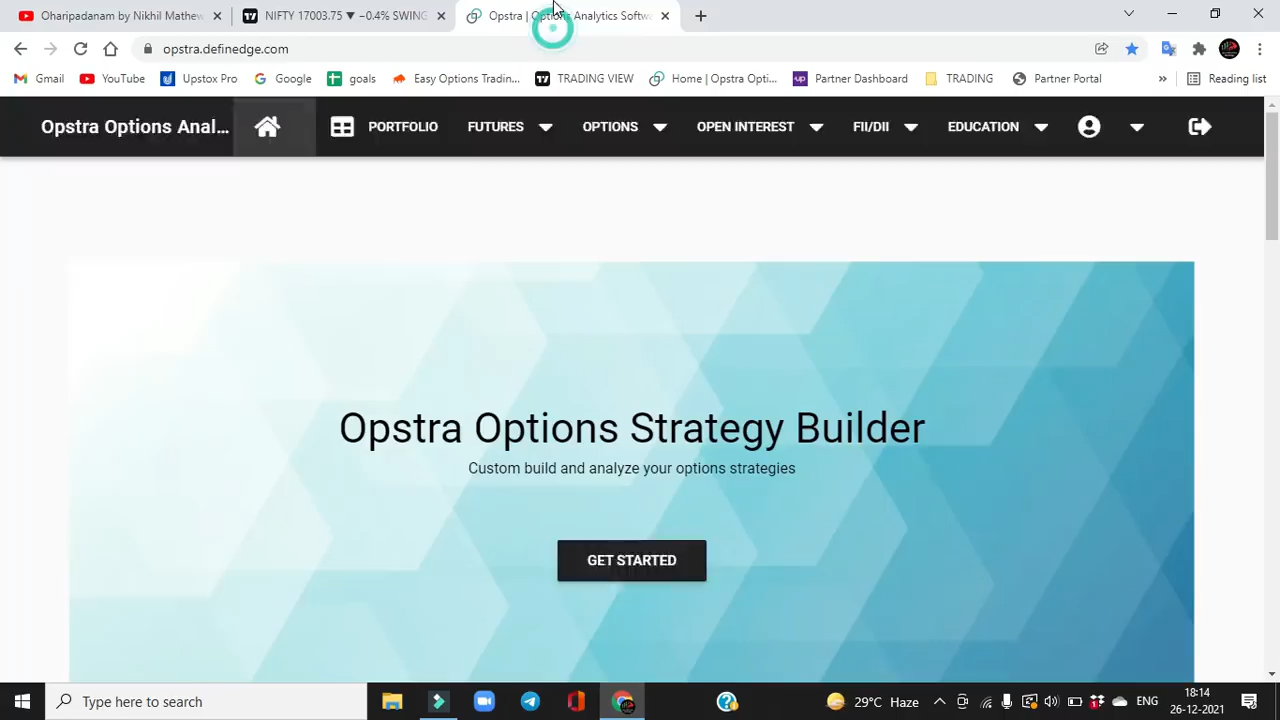 Oharipadanam by Nikhil Mathew
NIFTY 17003.75 ▼ −0.4% SWING
Opstra | Options Analytics Softw
opstra.definedge.com
Gmail
YouTube
Upstox Pro
Google
goals
Easy Options Tradin...
TRADING VIEW
Home | Opstra Opti...
Partner Dashboard
TRADING
Partner Portal
»
Reading list
Opstra Options Anal...
PORTFOLIO
FUTURES
OPTIONS
OPEN INTEREST
FII/DII
EDUCATION
Opstra Options Strategy Builder
Custom build and analyze your options strategies
GET STARTED
Type here to search
29°C Haze
ENG
18:14
26-12-2021